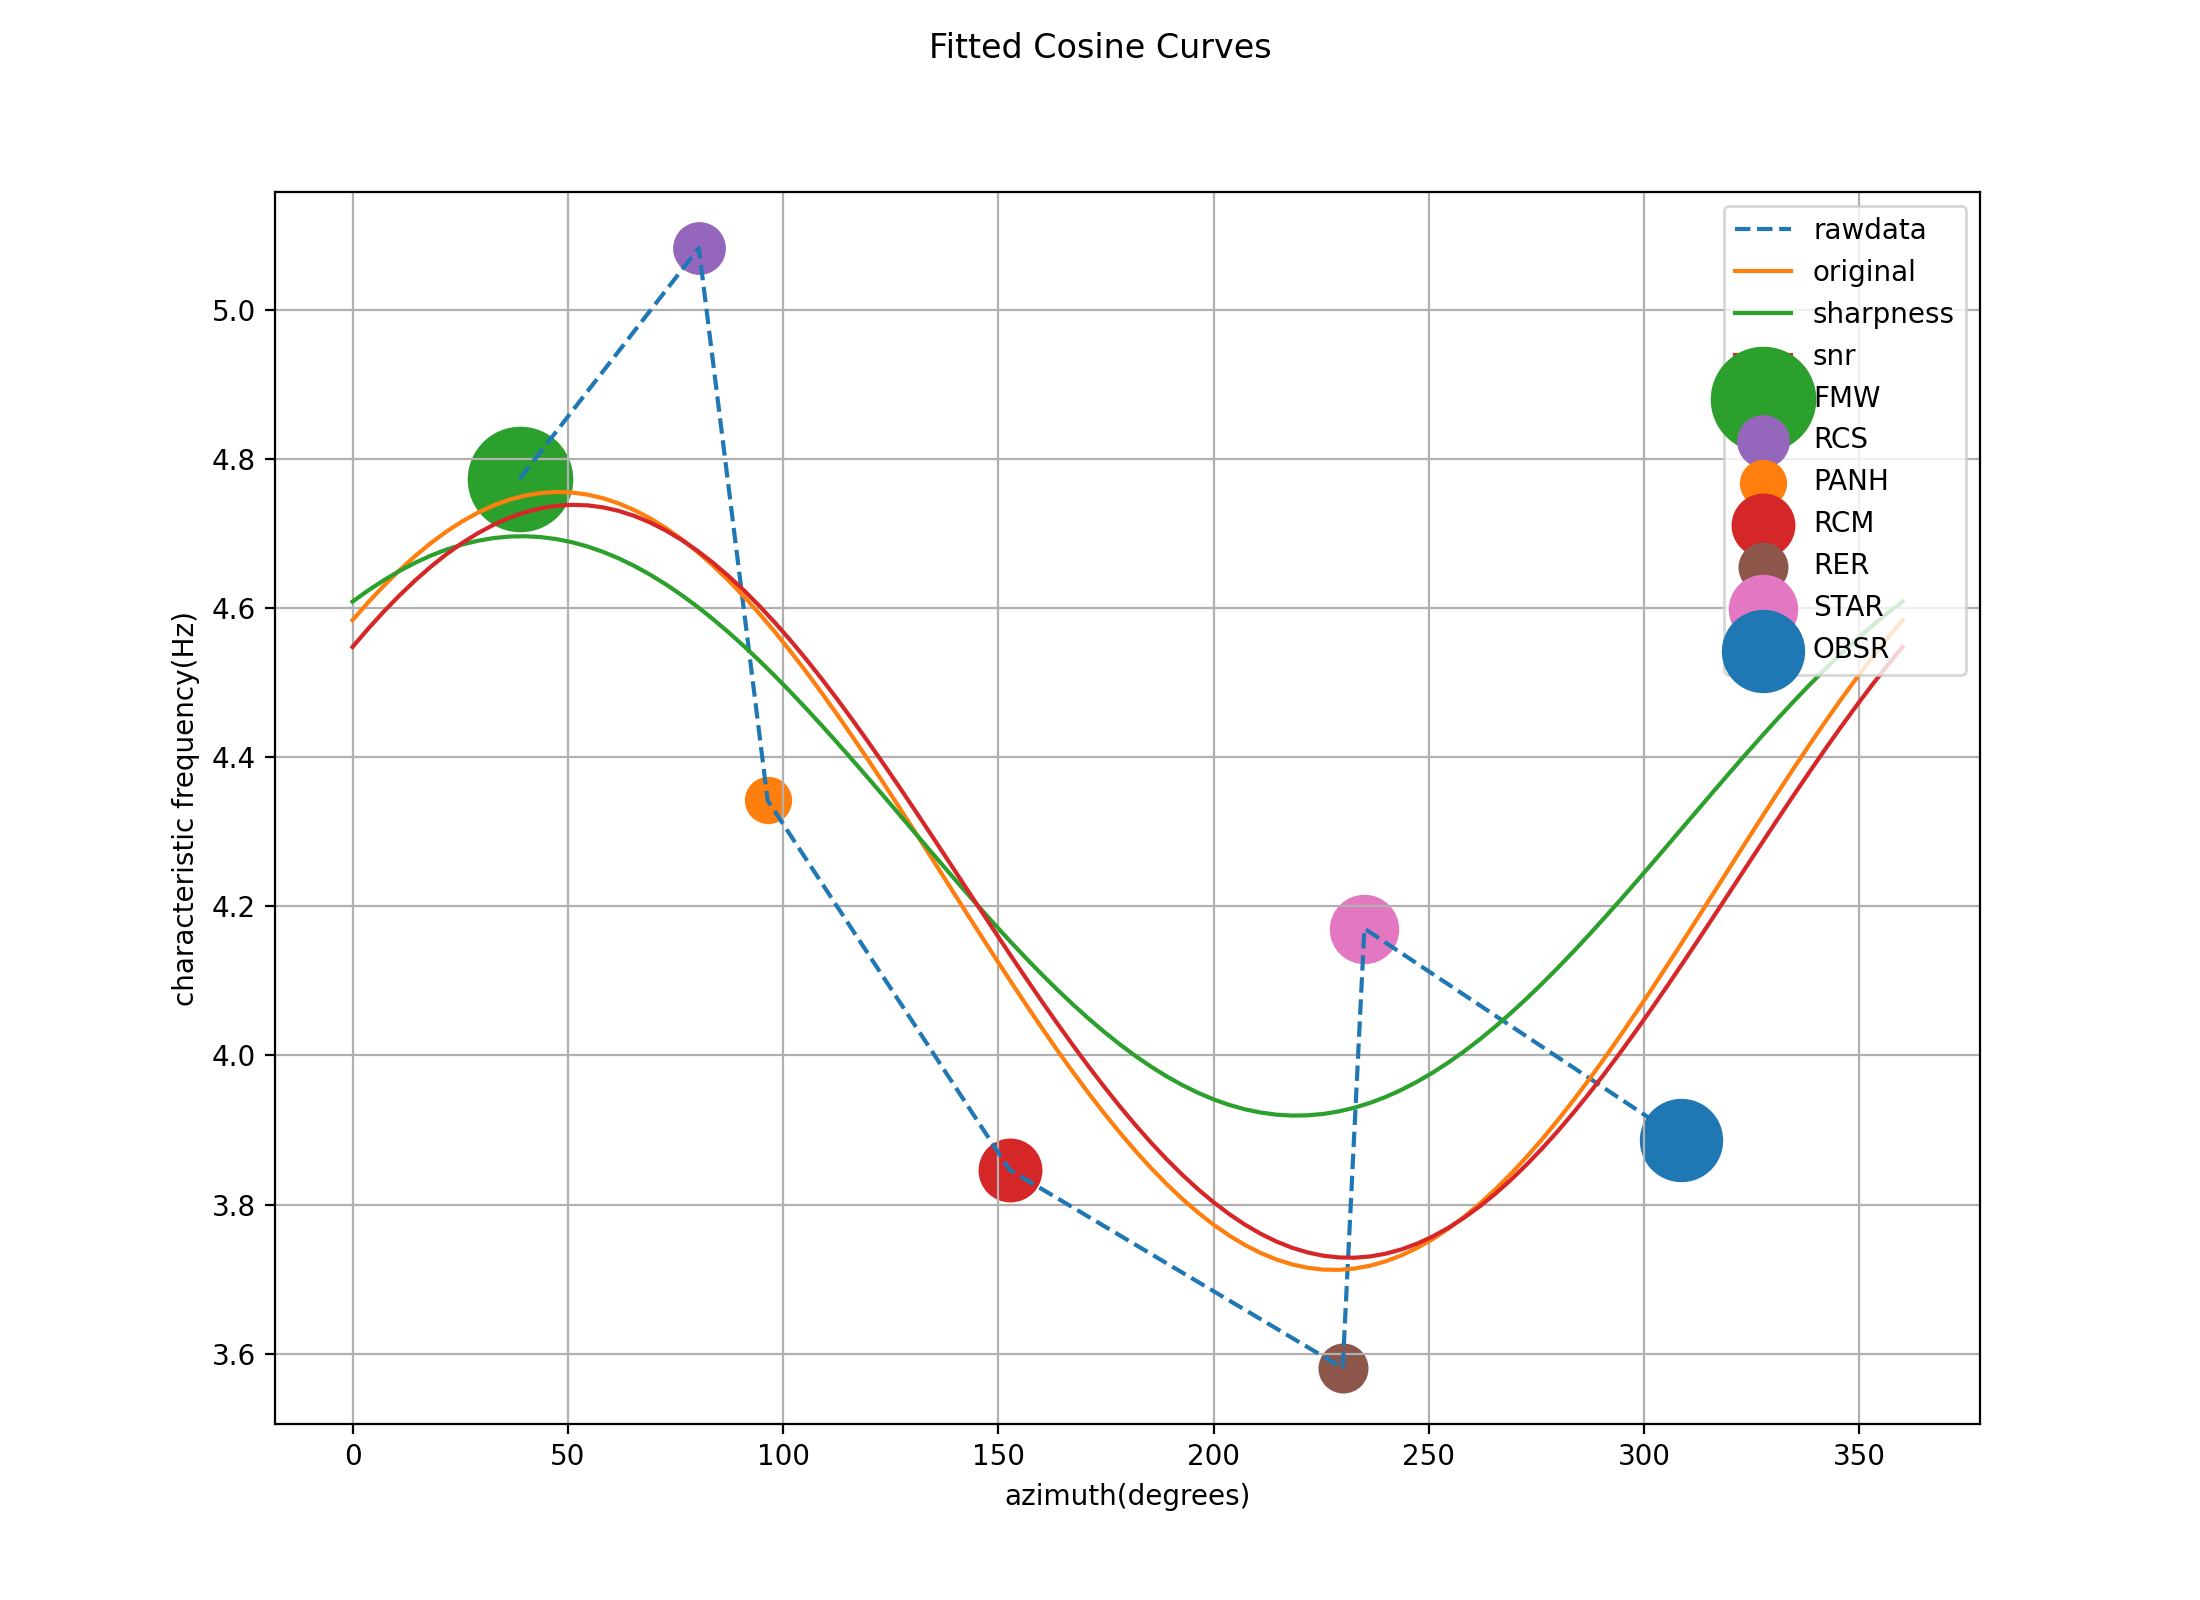 Fitted Cosine Curves
rawdata
original
sharpness
snr
FMW
RCS
PANH
RCM
RER
STAR
OBSR
characteristic frequency(Hz)
5.0
4.8
4.6
4.4
4.2
4.0
3.8
3.6
0 50 100 150 200 250 300 350
azimuth(degrees)